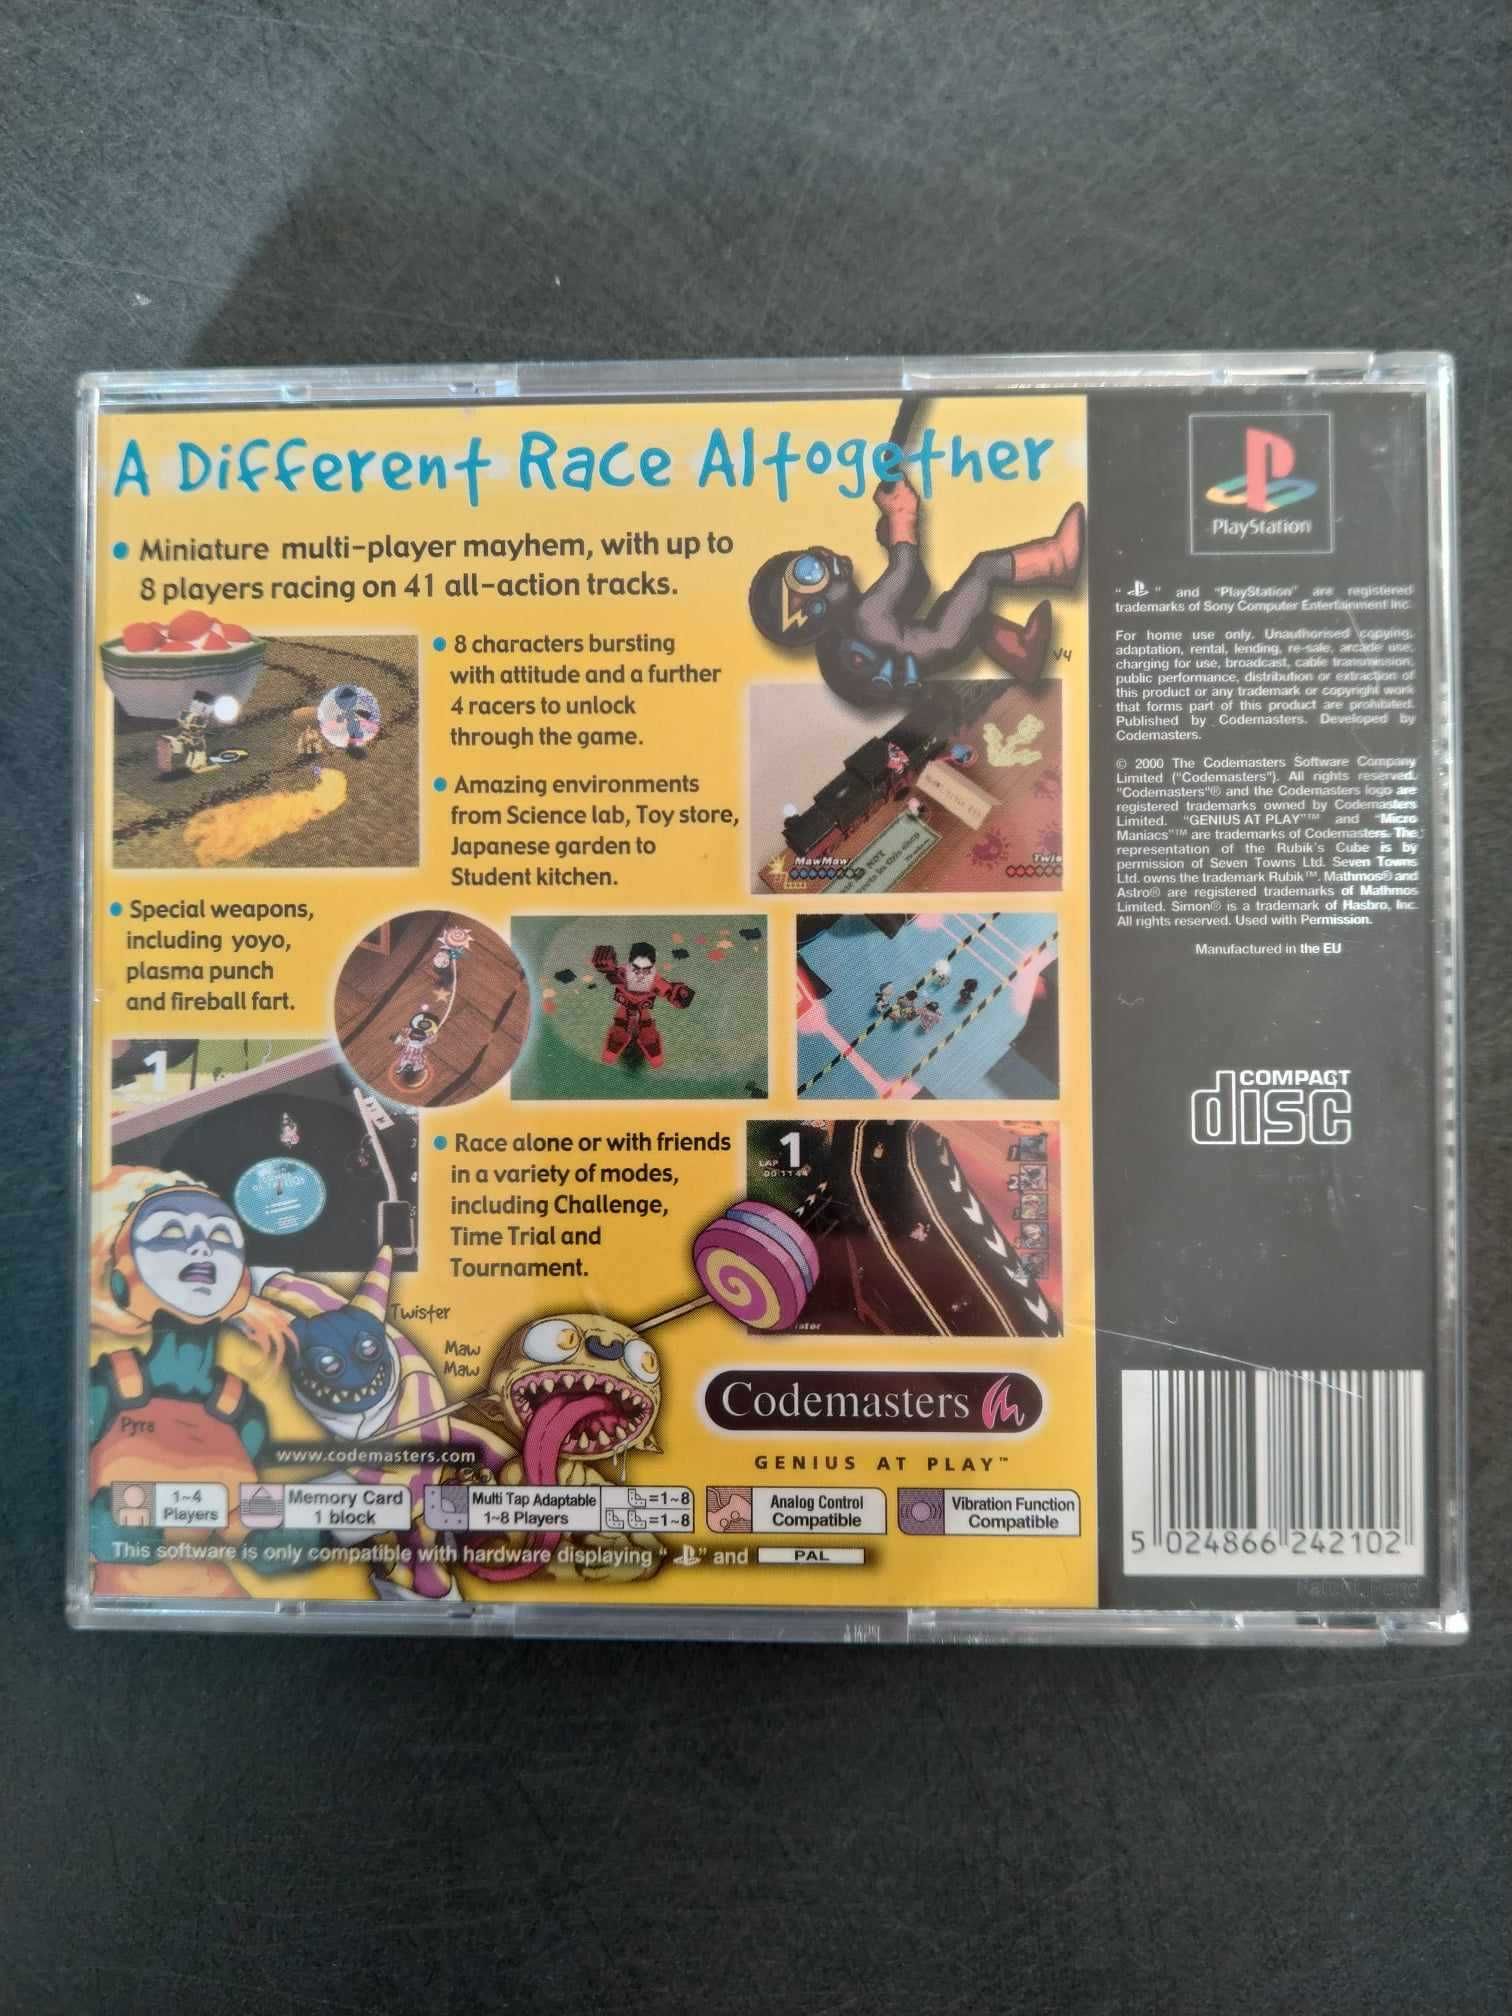 A Different Race Altogether
Miniature multi-player mayhem, with up to
8 players racing on 41 all-action tracks.
8 characters bursting
with attitude and a further
4 racers to unlock
through the game.
V4
Amazing environments
from Science lab, Toy store,
Japanese garden to
Student kitchen.
MawMaw
Special weapons,
including yoyo,
plasma punch
and fireball fart.
1
Race alone or with friends
in a variety of modes,
including Challenge,
Time Trial and
Tournament.
LAP 1
Twister
Maw
Maw
Pyra
www.codemasters.com
Codemasters
GENIUS AT PLAY™
1~4
Players
Memory Card
1 block
Multi Tap Adaptable
1~8 Players
=1~8
=1~8
Analog Control
Compatible
Vibration Function
Compatible
This software is only compatible with hardware displaying " " and PAL
PlayStation
" " and "PlayStation" are registered
trademarks of Sony Computer Entertainment Inc.
For home use only. Unauthorised copying,
adaptation, rental, lending, re-sale, arcade use,
charging for use, broadcast, cable transmission,
public performance, distribution or extraction of
this product or any trademark or copyright work
that forms part of this product are prohibited.
Published by Codemasters. Developed by
Codemasters.
© 2000 The Codemasters Software Company
Limited ("Codemasters"). All rights reserved.
"Codemasters"® and the Codemasters logo are
registered trademarks owned by Codemasters
Limited. "GENIUS AT PLAY"™ and "Micro
Maniacs"™ are trademarks of Codemasters. The
representation of the Rubik's Cube is by
permission of Seven Towns Ltd. Seven Towns
Ltd. owns the trademark Rubik™. Mathmos® and
Astro® are registered trademarks of Mathmos
Limited. Simon® is a trademark of Hasbro, Inc.
All rights reserved. Used with Permission.
Manufactured in the EU
COMPACT
disc
5 024866 242102